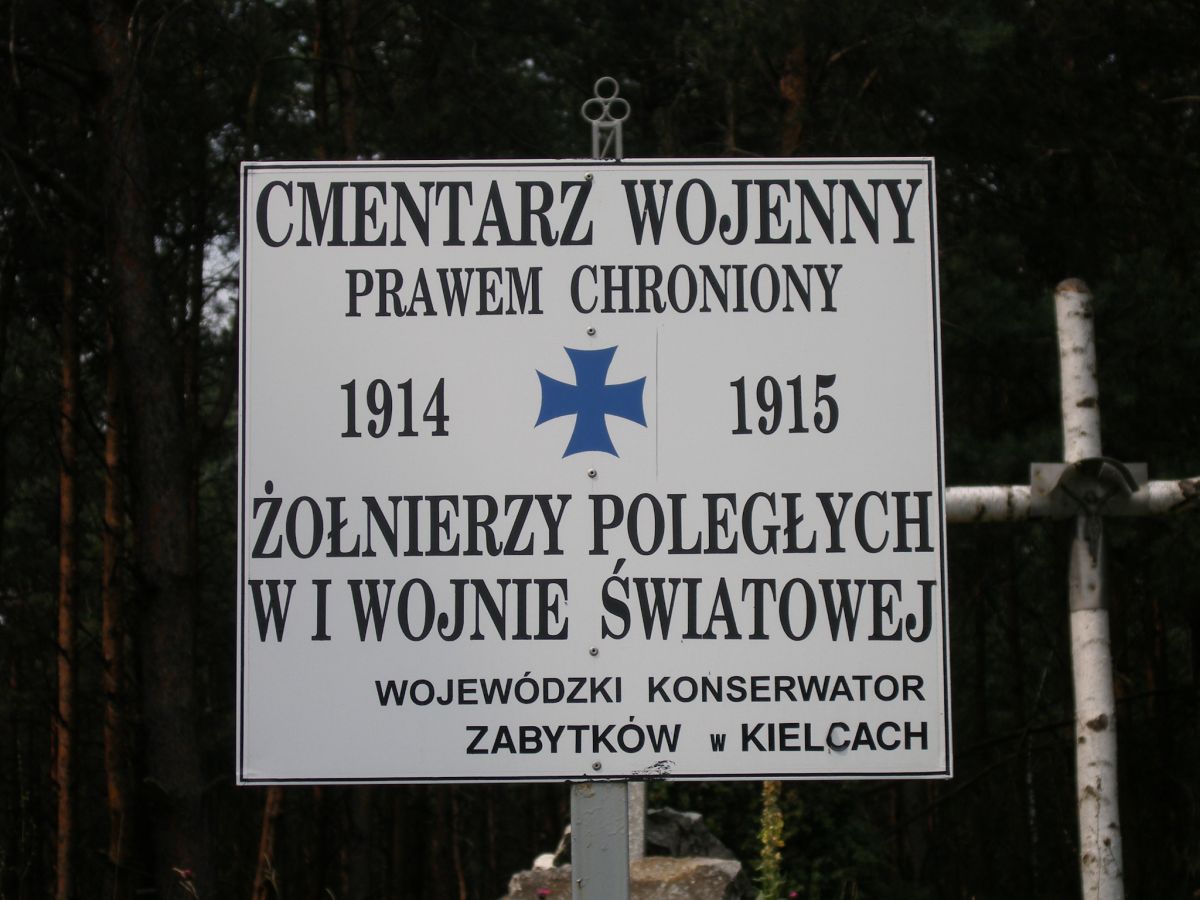 CMENTARZ WOJENNY
PRAWEM CHRONIONY
1914 1915
ŻOŁNIERZY POLEGŁYCH
W I WOJNIE ŚWIATOWEJ
WOJEWÓDZKI KONSERWATOR
ZABYTKÓW w KIELCACH